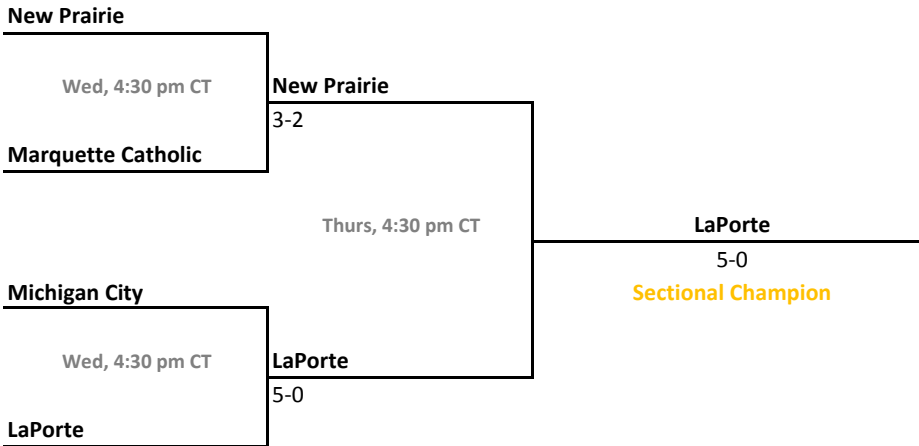 New Prairie
Wed, 4:30 pm CT
New Prairie
3-2
Marquette Catholic
Thurs, 4:30 pm CT
LaPorte
5-0
Sectional Champion
Michigan City
Wed, 4:30 pm CT
LaPorte
5-0
LaPorte